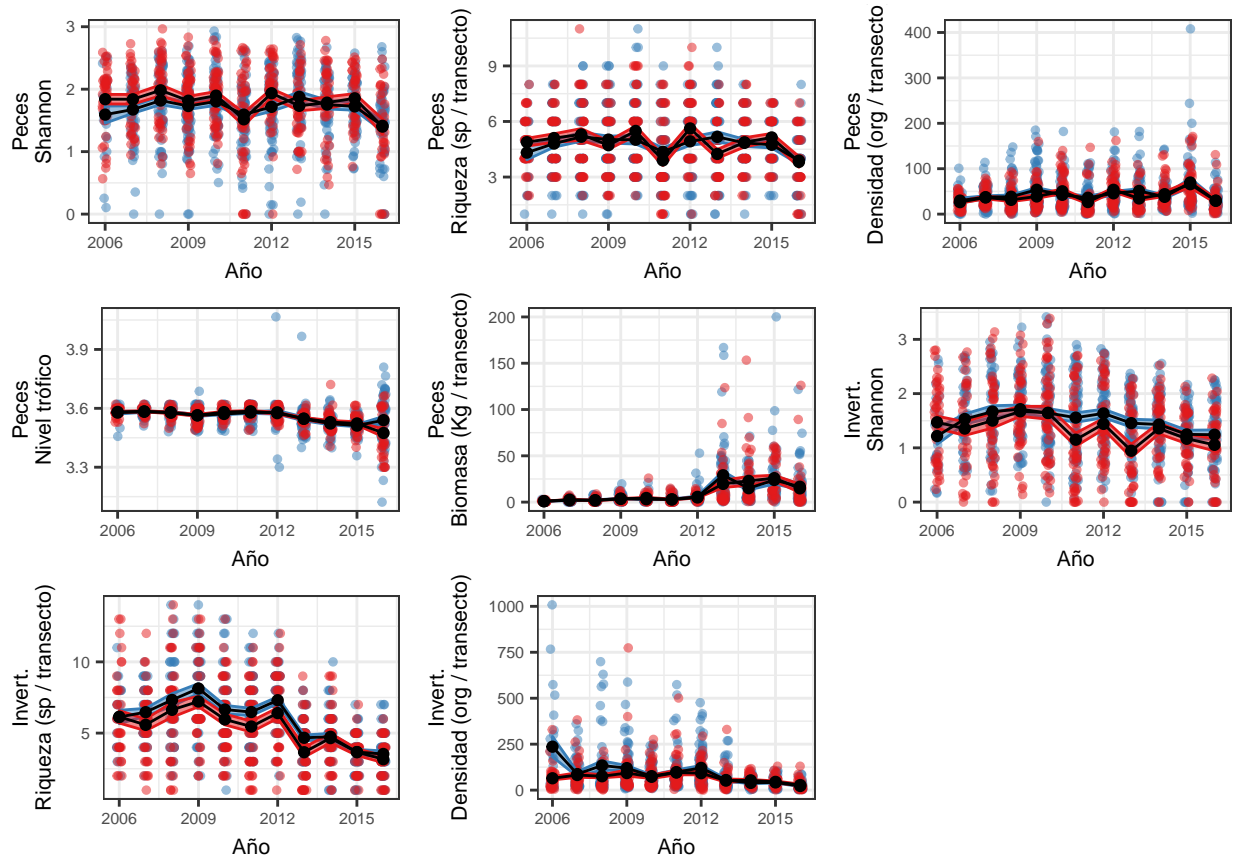 Peces
Shannon
3
2
1
0
2006 2009 2012 2015
Año
Peces
Riqueza (sp / transecto)
9
6
3
2006 2009 2012 2015
Año
Peces
Densidad (org / transecto
400
300
200
100
0
2006 2009 2012 2015
Año
Peces
Nivel trófico
3.9
3.6
3.3
2006 2009 2012 2015
Año
Peces
Biomasa (Kg / transecto)
200
150
100
50
0
2006 2009 2012 2015
Año
Invert.
Shannon
3
2
1
0
2006 2009 2012 2015
Año
Invert.
Riqueza (sp / transecto)
10
5
2006 2009 2012 2015
Año
Invert.
Densidad (org / transecto)
1000
750
500
250
0
2006 2009 2012 2015
Año